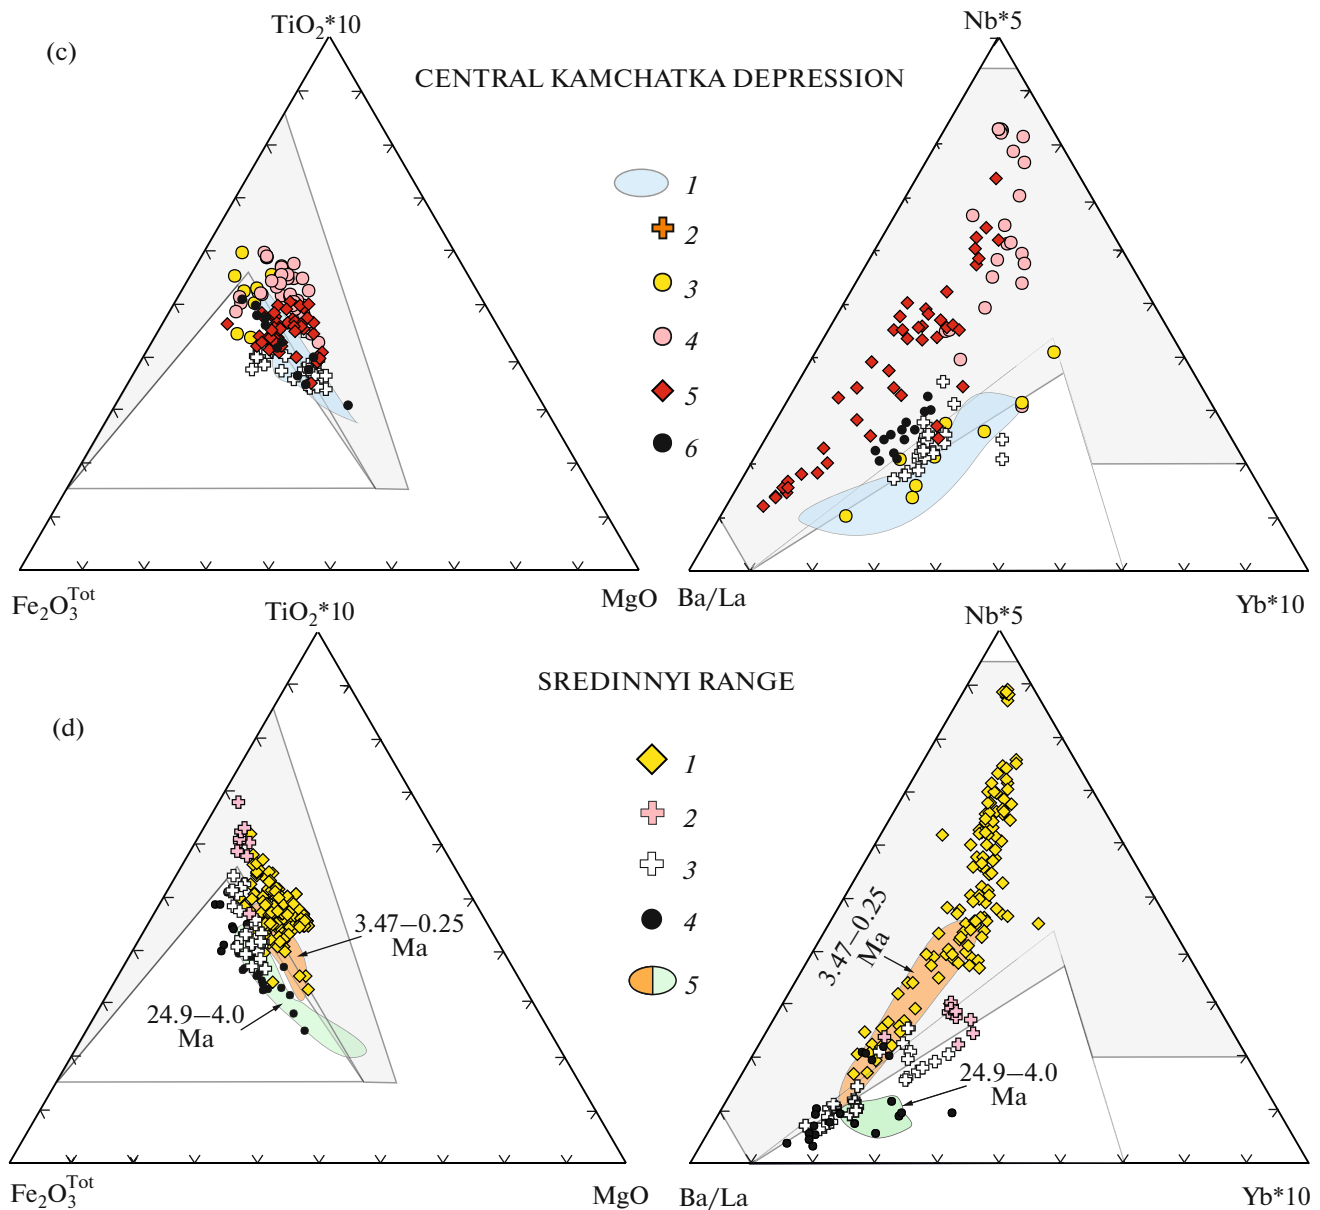 TiO₂*10
Nb*5
(c)
CENTRAL KAMCHATKA DEPRESSION
1
2
3
4
5
6
Fe₂O₃ᵀᵒᵗ
MgO
Ba/La
Yb*10
TiO₂*10
Nb*5
SREDINNYI RANGE
(d)
1
2
3
4
5
3.47–0.25
Ma
24.9–4.0
Ma
3.47–0.25
Ma
24.9–4.0
Ma
Fe₂O₃ᵀᵒᵗ
MgO
Ba/La
Yb*10